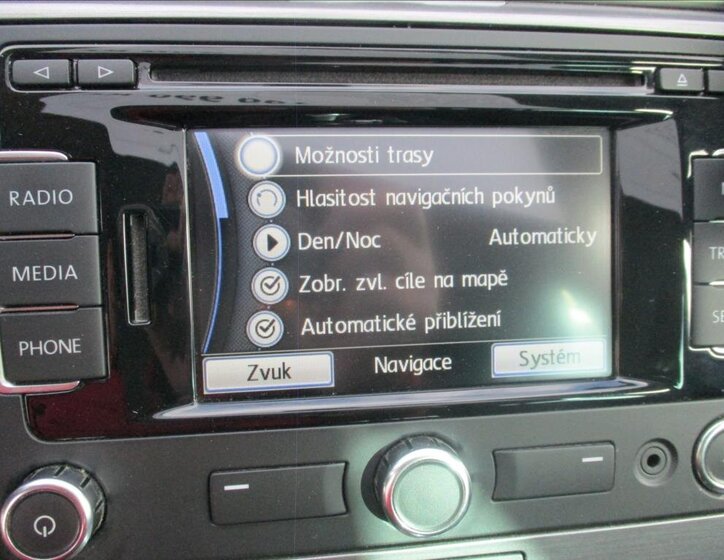 RADIO
MEDIA
PHONE
Možnosti trasy
Hlasitost navigačních pokynů
Den/Noc Automaticky
Zobr. zvl. cíle na mapě
Automatické přiblížení
Zvuk Navigace Systém